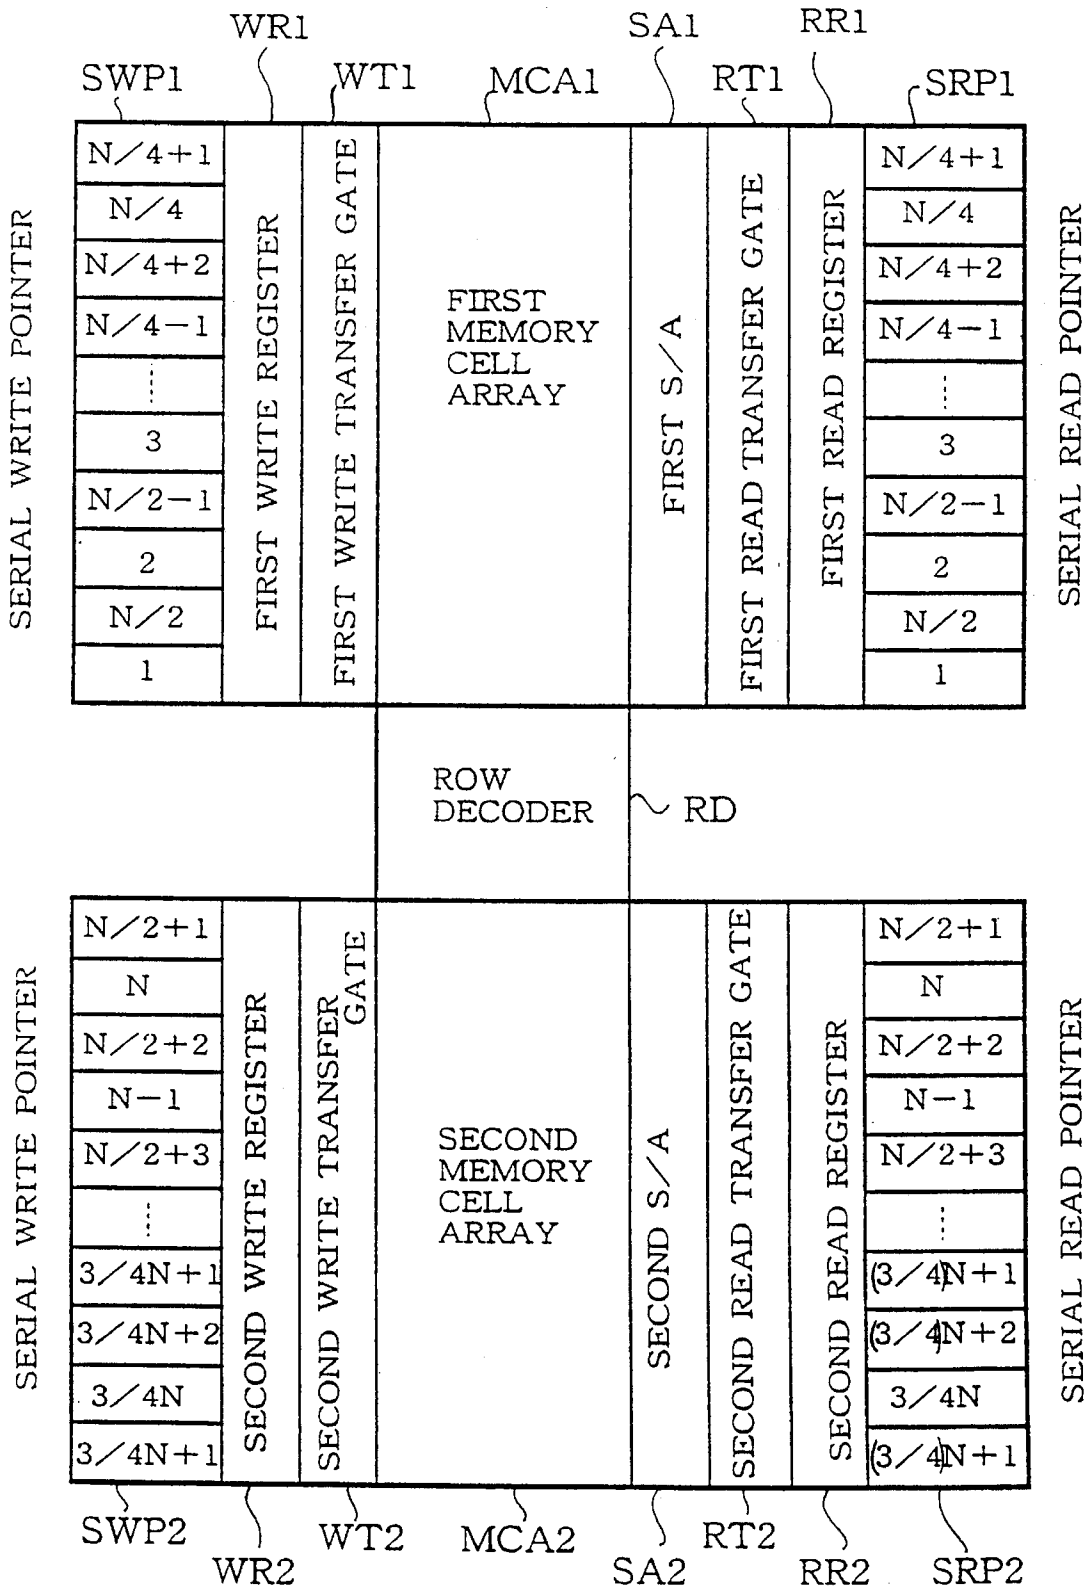 WR1
SA1
RR1
SWP1
WT1
MCA1
RT1
SRP1
SERIAL WRITE POINTER
N/4+1
N/4
N/4+2
N/4-1
3
N/2-1
2
N/2
1
FIRST WRITE REGISTER
FIRST WRITE TRANSFER GATE
FIRST
MEMORY
CELL
ARRAY
FIRST S/A
FIRST READ TRANSFER GATE
FIRST READ REGISTER
N/4+1
N/4
N/4+2
N/4-1
3
N/2-1
2
N/2
1
SERIAL READ POINTER
ROW
DECODER
RD
SERIAL WRITE POINTER
N/2+1
N
N/2+2
N-1
N/2+3
3/4N+1
3/4N+2
3/4N
3/4N+1
SECOND WRITE REGISTER
SECOND WRITE TRANSFER
GATE
SECOND
MEMORY
CELL
ARRAY
SECOND S/A
SECOND READ TRANSFER GATE
SECOND READ REGISTER
N/2+1
N
N/2+2
N-1
N/2+3
(3/4)N+1
(3/4)N+2
3/4N
(3/4)N+1
SERIAL READ POINTER
SWP2
WR2
WT2
MCA2
SA2
RT2
RR2
SRP2